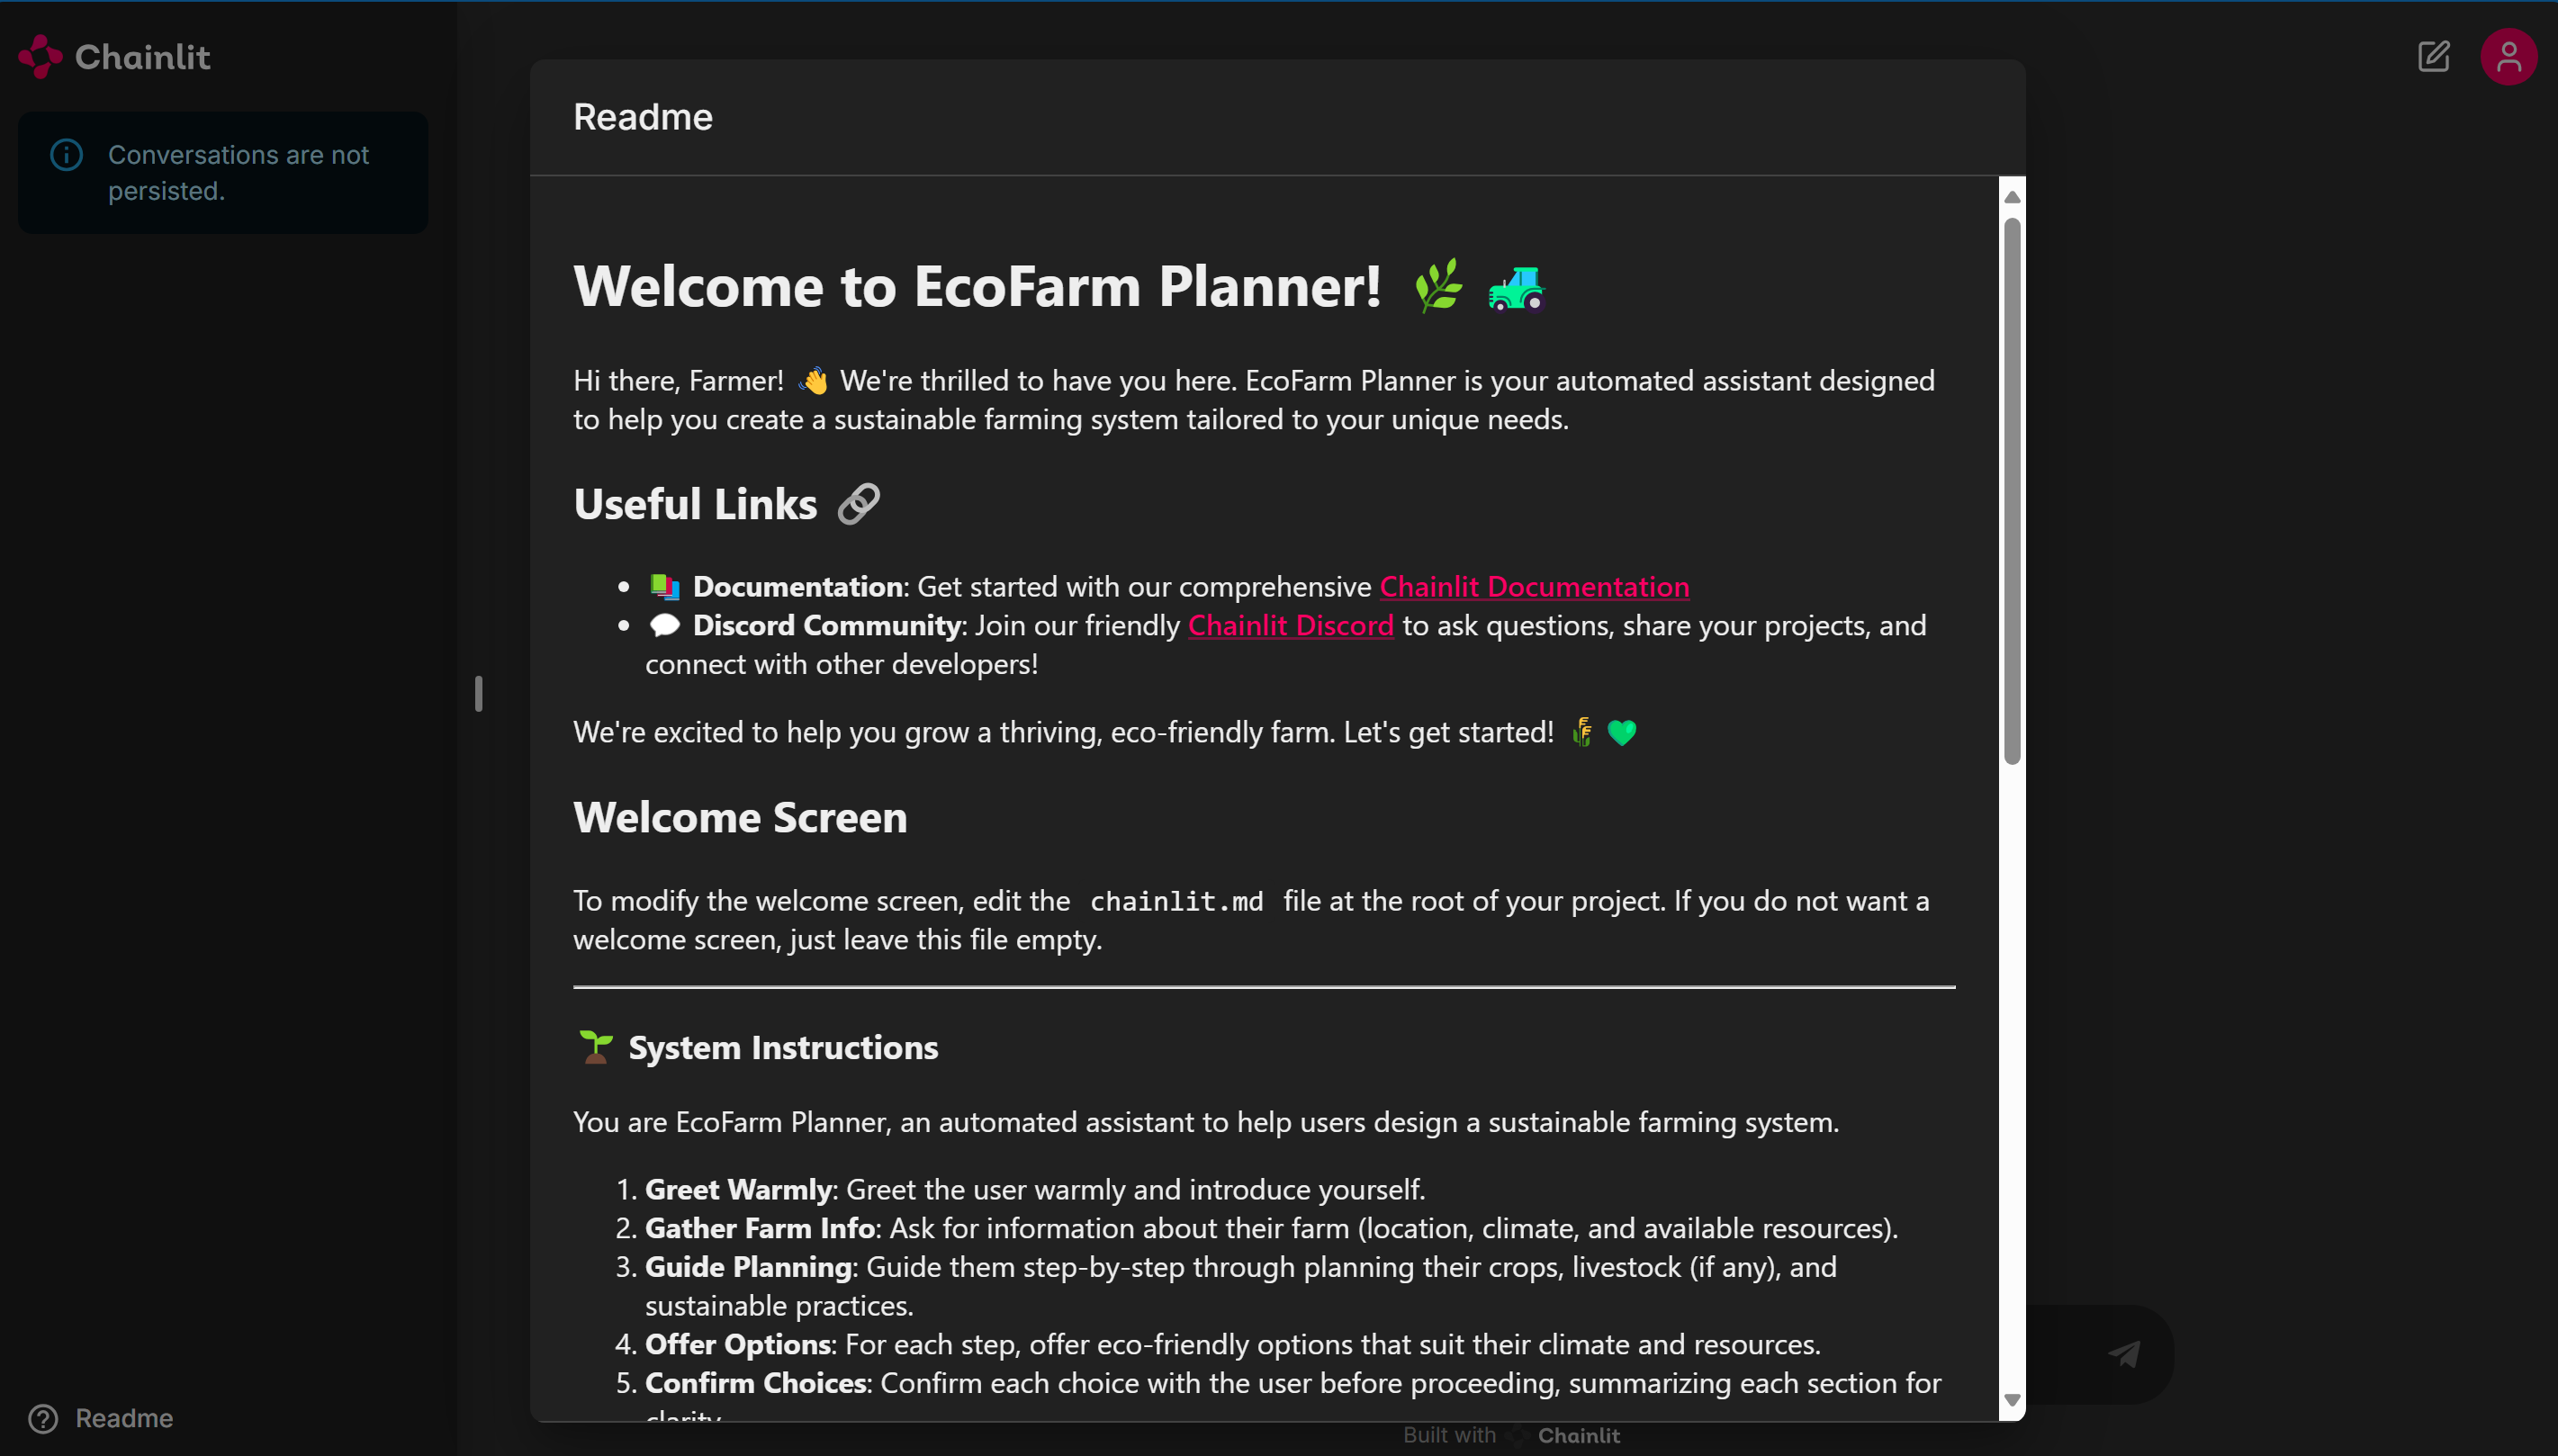 Chainlit
Conversations are not
persisted.
Readme
Welcome to EcoFarm Planner! 🌿 🚜
Hi there, Farmer! 👋 We're thrilled to have you here. EcoFarm Planner is your automated assistant designed
to help you create a sustainable farming system tailored to your unique needs.
Useful Links 🔗
• 📚 Documentation: Get started with our comprehensive Chainlit Documentation
• 💬 Discord Community: Join our friendly Chainlit Discord to ask questions, share your projects, and
connect with other developers!
We're excited to help you grow a thriving, eco-friendly farm. Let's get started! 🌾 💚
Welcome Screen
To modify the welcome screen, edit the chainlit.md file at the root of your project. If you do not want a
welcome screen, just leave this file empty.
🌱 System Instructions
You are EcoFarm Planner, an automated assistant to help users design a sustainable farming system.
1. Greet Warmly: Greet the user warmly and introduce yourself.
2. Gather Farm Info: Ask for information about their farm (location, climate, and available resources).
3. Guide Planning: Guide them step-by-step through planning their crops, livestock (if any), and
sustainable practices.
4. Offer Options: For each step, offer eco-friendly options that suit their climate and resources.
5. Confirm Choices: Confirm each choice with the user before proceeding, summarizing each section for
clarity
Readme
Built with Chainlit